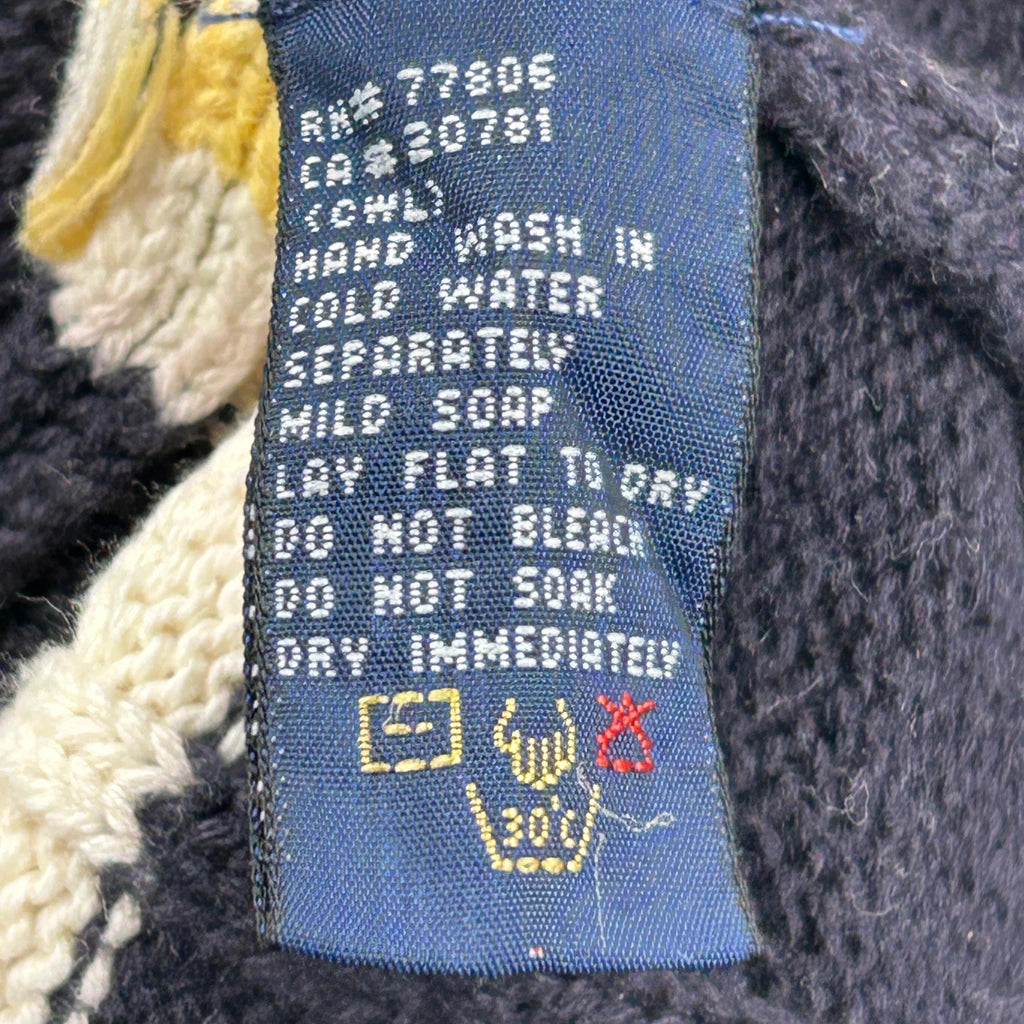 RN# 77806
CA#30781
(CWL)
HAND WASH IN
COLD WATER
SEPARATELY
MILD SOAP
LAY FLAT TO DRY
DO NOT BLEACH
DO NOT SOAK
DRY IMMEDIATELY
30°C